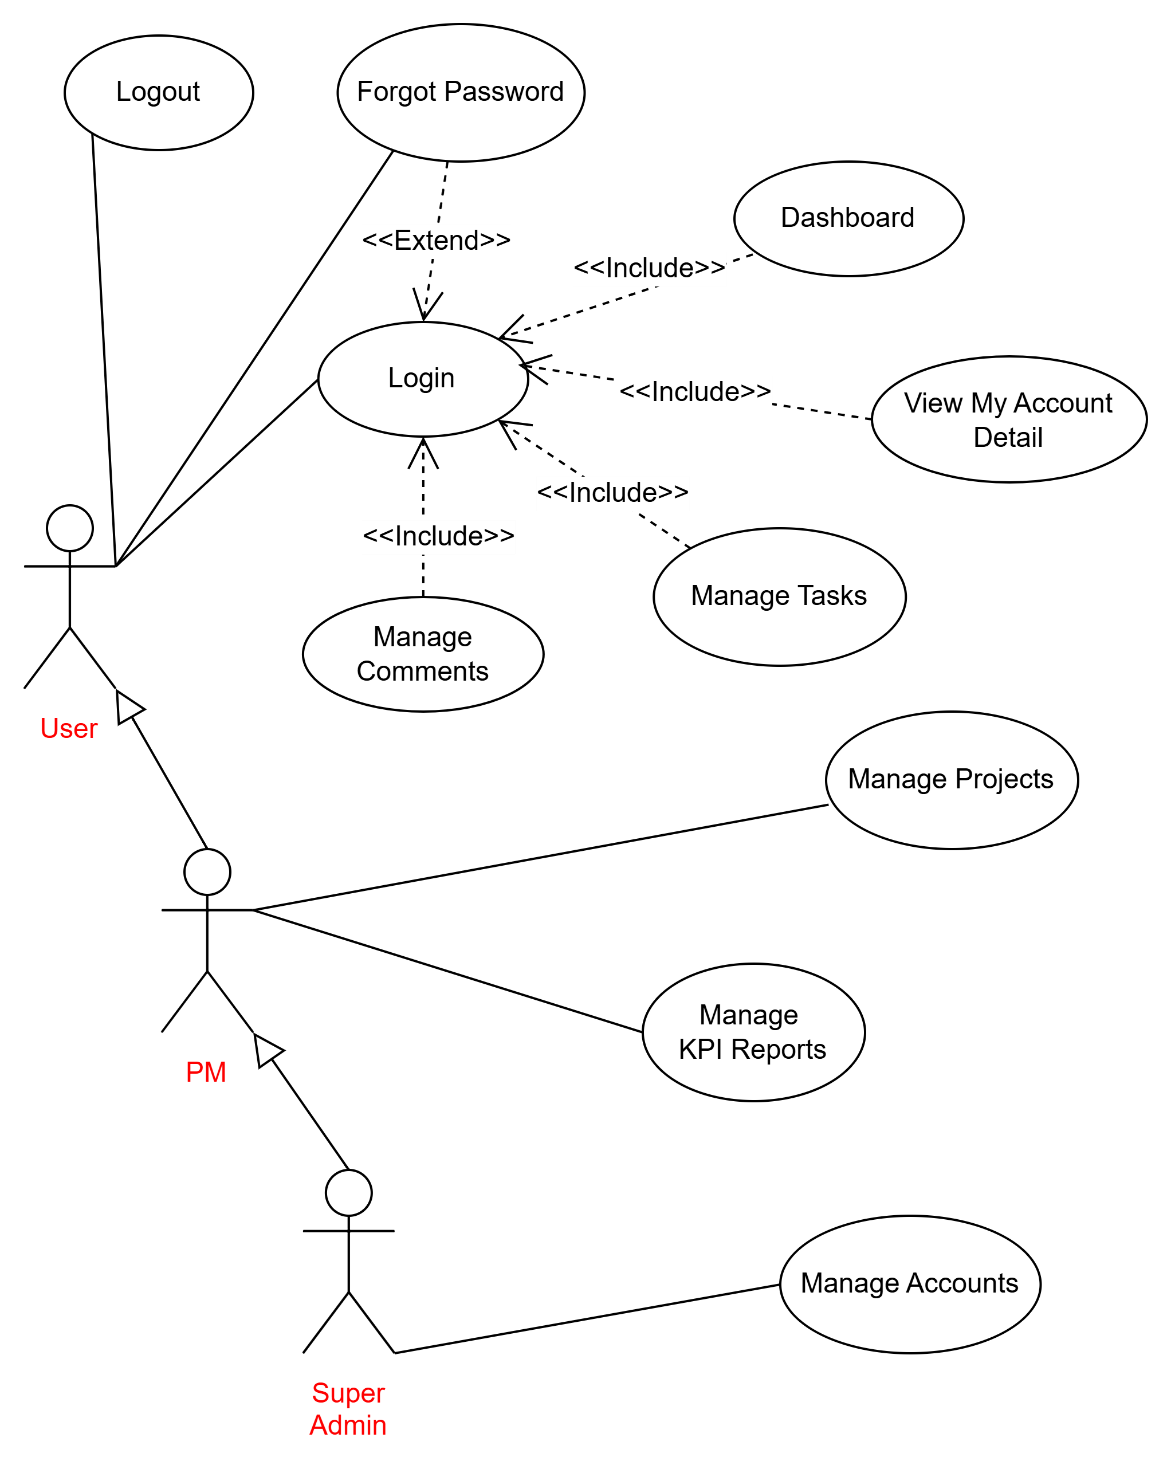 Logout
Forgot Password
Dashboard
<<Extend>>
<<Include>>
Login
<<Include>>
View My Account
Detail
<<Include>>
<<Include>>
Manage Tasks
Manage
Comments
User
Manage Projects
Manage
KPI Reports
PM
Manage Accounts
Super
Admin